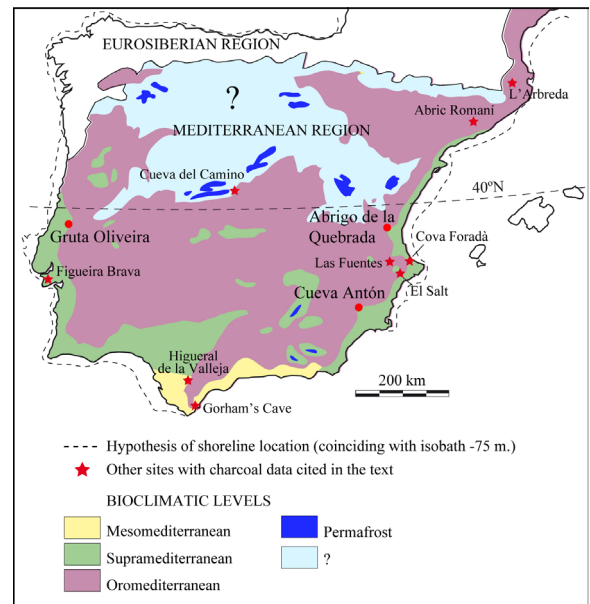 EUROSIBERIAN REGION
L'Arbreda
Abric Romaní
?
MEDITERRANEAN REGION
Cueva del Camino
40ºN
Abrigo de la
Quebrada
Gruta Oliveira
Cova Foradà
Las Fuentes
Figueira Brava
El Salt
Cueva Antón
Higueral
de la Valleja
200 km
Gorham's Cave
Hypothesis of shoreline location (coinciding with isobath -75 m.)
Other sites with charcoal data cited in the text
BIOCLIMATIC LEVELS
Mesomediterranean
Permafrost
Supramediterranean
?
Oromediterranean